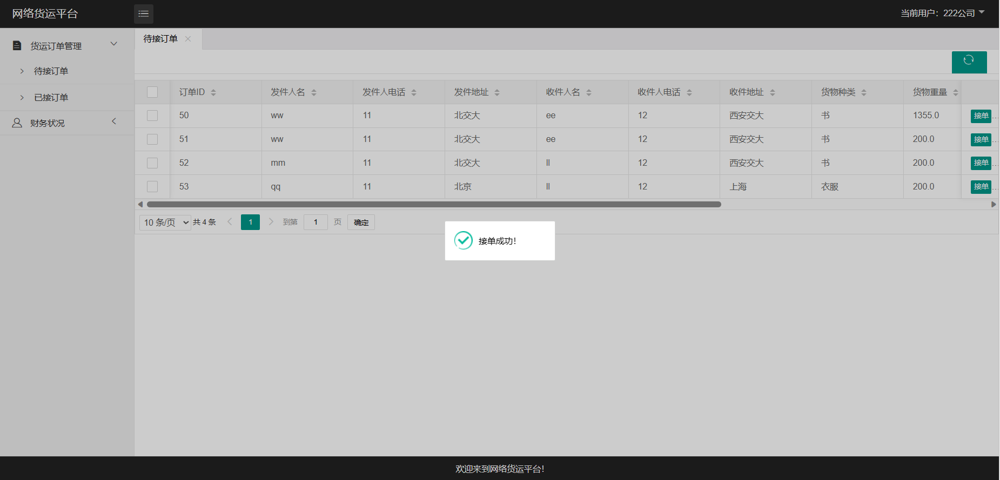 网络货运平台
当前用户：222公司
货运订单管理
待接订单
已接订单
财务状况
待接订单
订单ID 发件人名 发件人电话 发件地址 收件人名 收件人电话 收件地址 货物种类 货物重量
50 ww 11 北交大 ee 12 西安交大 书 1355.0 接单 ...
51 ww 11 北交大 ee 12 西安交大 书 200.0 接单 ...
52 mm 11 北交大 ll 12 西安交大 书 200.0 接单 ...
53 qq 11 北京 ll 12 上海 衣服 200.0 接单 ...
10 条/页 共 4 条 1 到第 1 页 确定
接单成功！
欢迎来到网络货运平台！